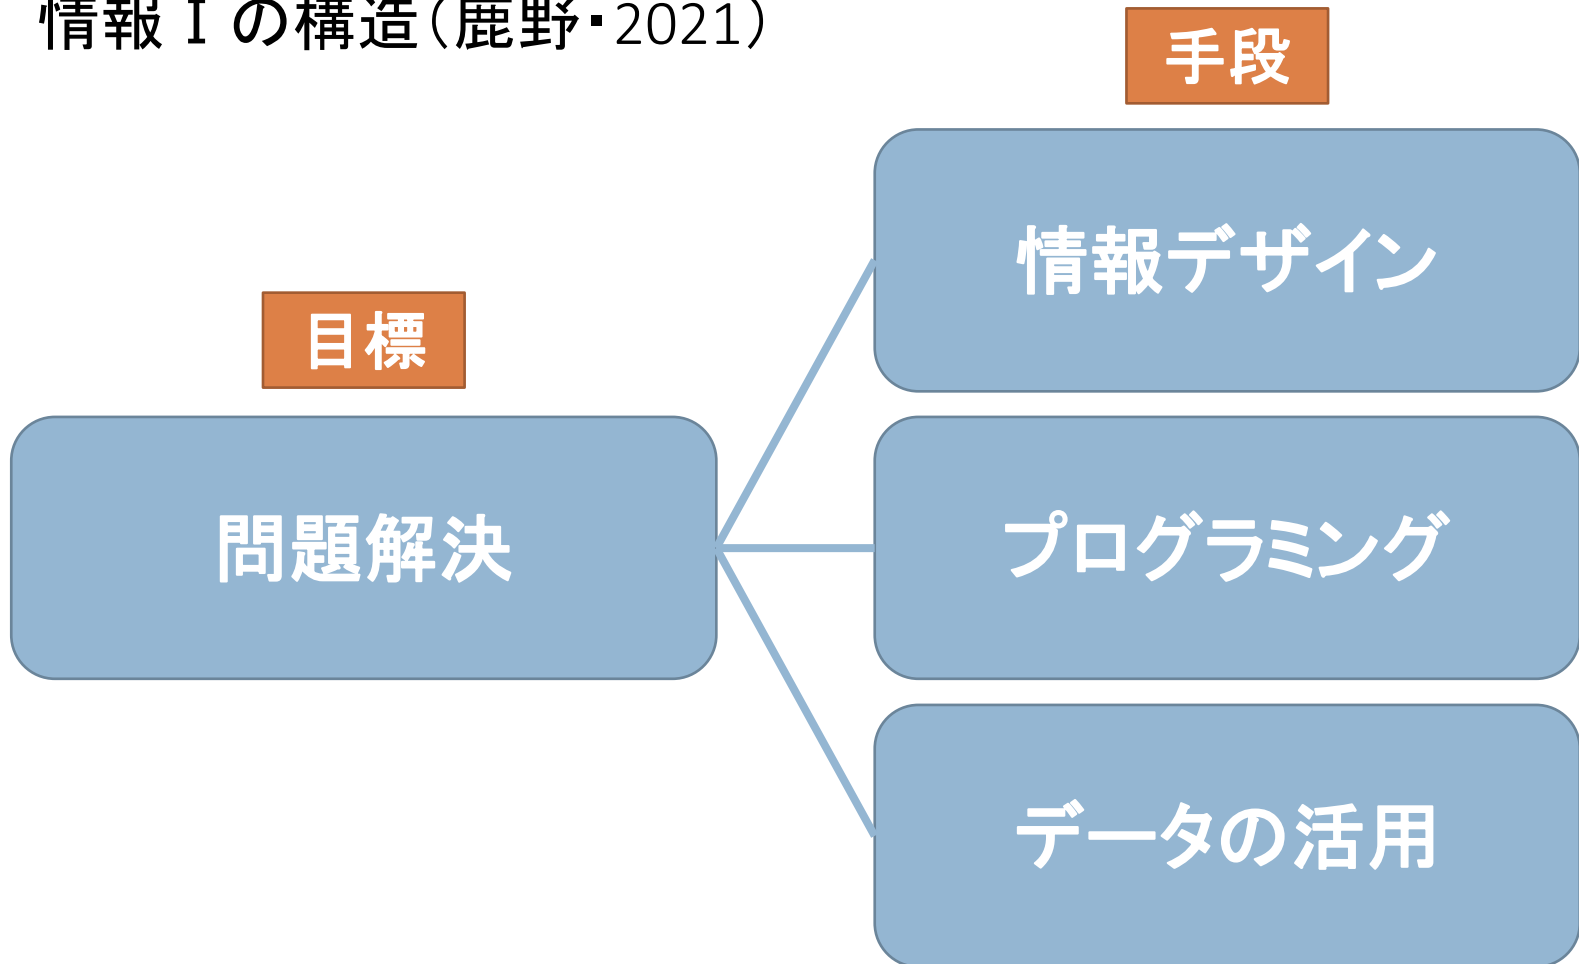 情報Ⅰの構造(鹿野・2021)
手段
情報デザイン
目標
問題解決
プログラミング
データの活用